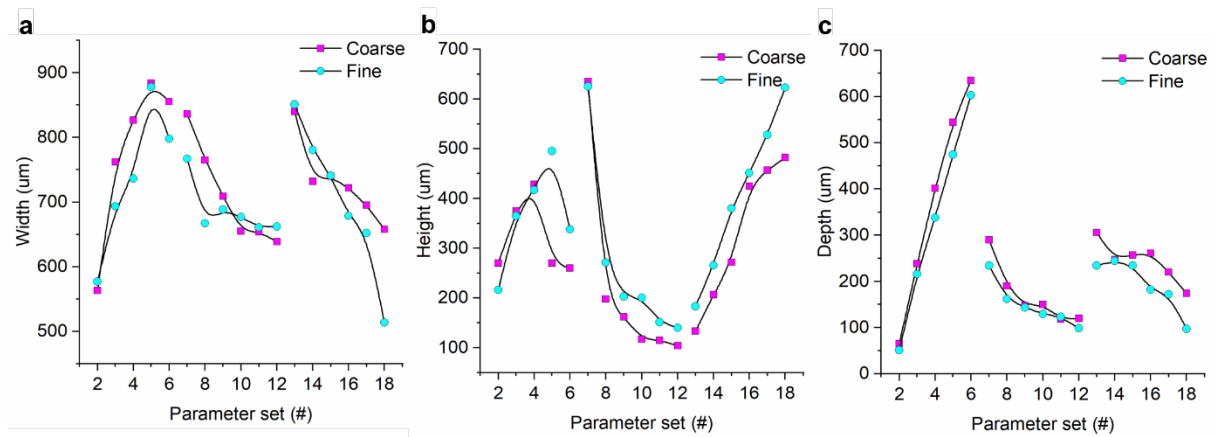 a
Coarse
Fine
900
800
700
600
500
Width (um)
2 4 6 8 10 12 14 16 18
Parameter set (#)
b
Coarse
Fine
700
600
500
400
300
200
100
Height (um)
2 4 6 8 10 12 14 16 18
Parameter set (#)
c
Coarse
Fine
700
600
500
400
300
200
100
0
Depth (um)
2 4 6 8 10 12 14 16 18
Parameter set (#)